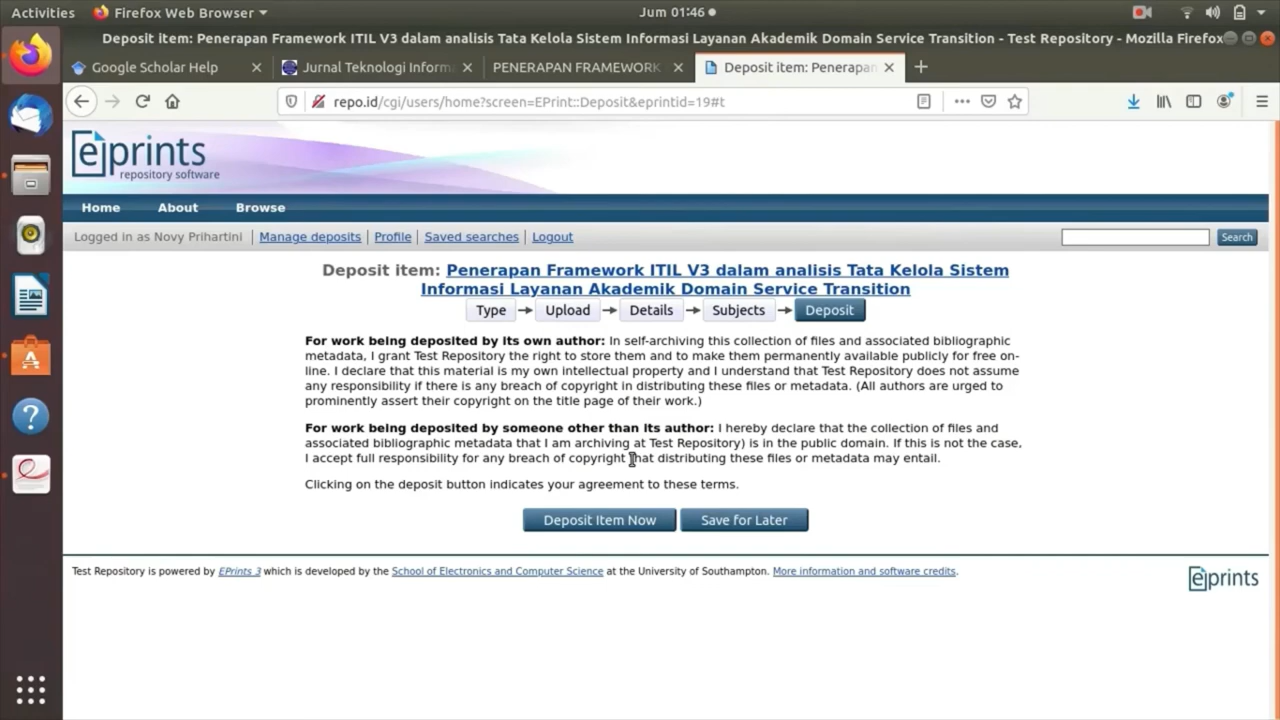 Activities Firefox Web Browser Jum 01:46
Deposit item: Penerapan Framework ITIL V3 dalam analisis Tata Kelola Sistem Informasi Layanan Akademik Domain Service Transition - Test Repository - Mozilla Firefox
Google Scholar Help Jurnal Teknologi Inform PENERAPAN FRAMEWORK Deposit item: Penerapan
repo.id/cgi/users/home?screen=EPrint::Deposit&eprintid=19#t
eprints
repository software
Home About Browse
Logged in as Novy Prihartini Manage deposits Profile Saved searches Logout Search
Deposit item: Penerapan Framework ITIL V3 dalam analisis Tata Kelola Sistem
Informasi Layanan Akademik Domain Service Transition
Type Upload Details Subjects Deposit
For work being deposited by its own author: In self-archiving this collection of files and associated bibliographic
metadata, I grant Test Repository the right to store them and to make them permanently available publicly for free on-
line. I declare that this material is my own intellectual property and I understand that Test Repository does not assume
any responsibility if there is any breach of copyright in distributing these files or metadata. (All authors are urged to
prominently assert their copyright on the title page of their work.)
For work being deposited by someone other than its author: I hereby declare that the collection of files and
associated bibliographic metadata that I am archiving at Test Repository) is in the public domain. If this is not the case,
I accept full responsibility for any breach of copyright that distributing these files or metadata may entail.
Clicking on the deposit button indicates your agreement to these terms.
Deposit Item Now Save for Later
Test Repository is powered by EPrints 3 which is developed by the School of Electronics and Computer Science at the University of Southampton. More information and software credits.
eprints